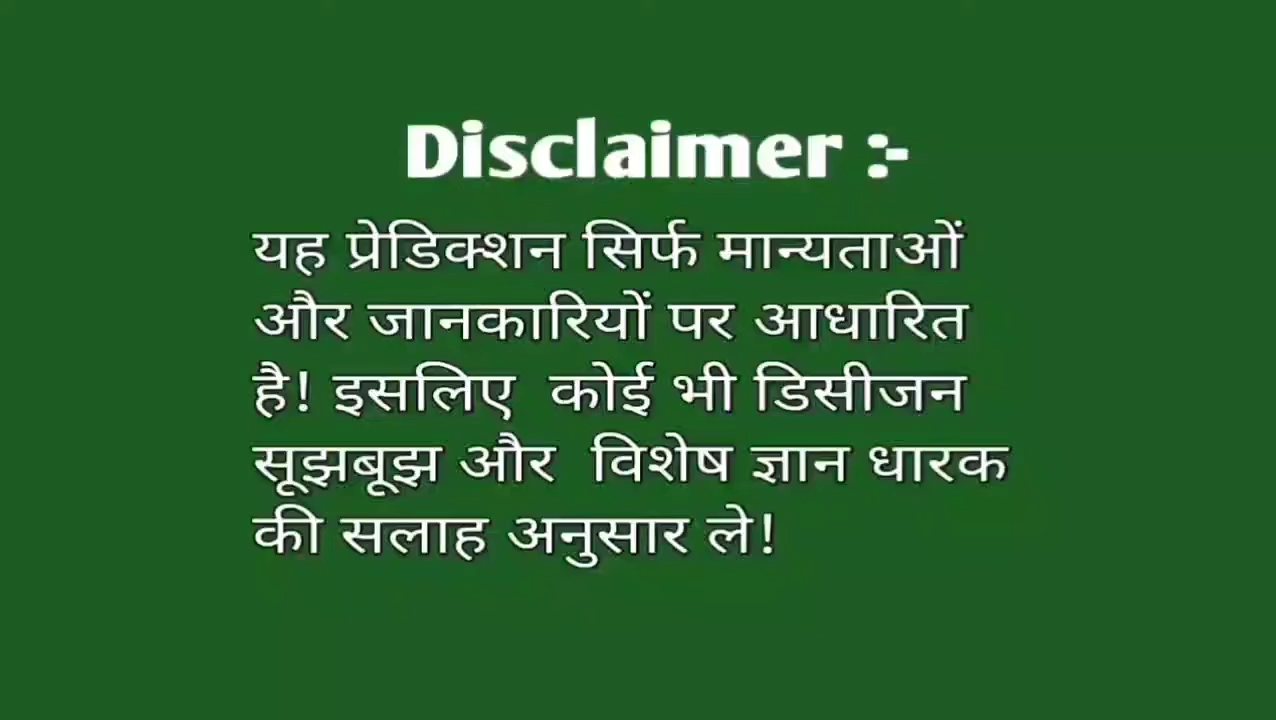 Disclaimer :-
यह प्रेडिक्शन सिर्फ मान्यताओं
और जानकारियों पर आधारित
है! इसलिए कोई भी डिसीजन
सूझबूझ और विशेष ज्ञान धारक
की सलाह अनुसार ले!